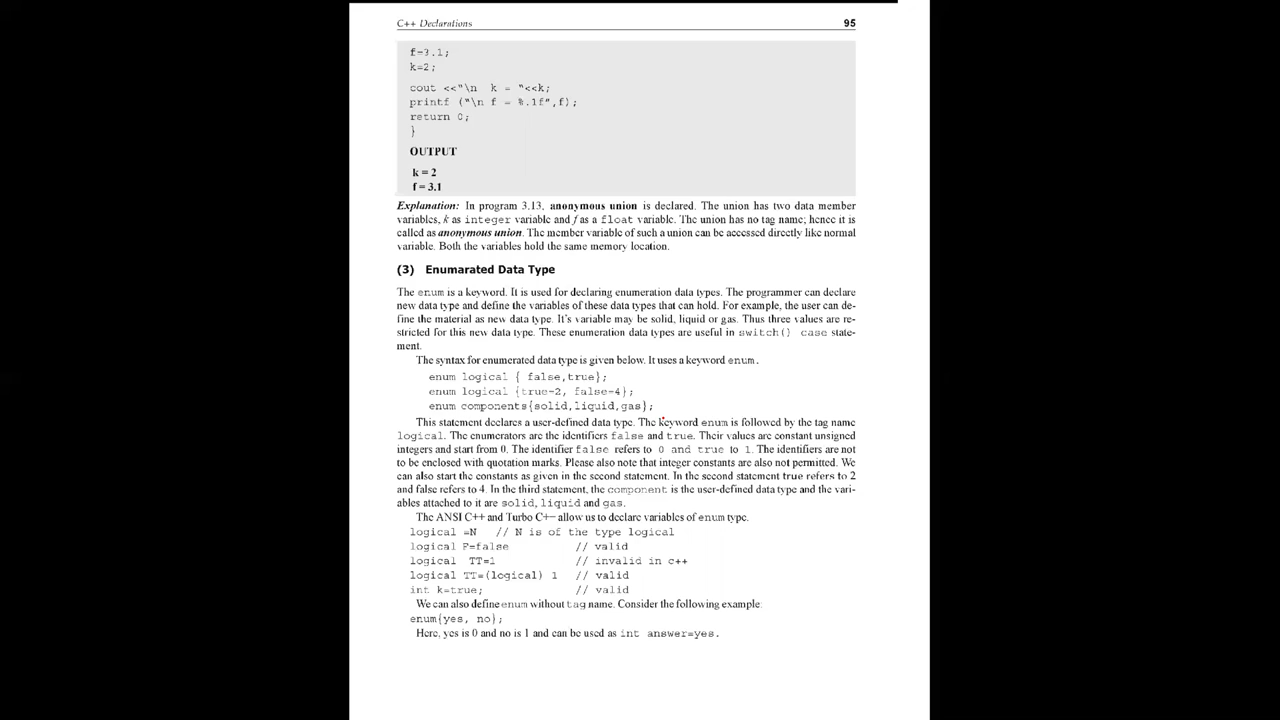 C++ Declarations 95
f=3.1;
k=2;
cout <<"\n k = "<<k;
printf ("\n f = %.1f",f);
return 0;
}
OUTPUT
k = 2
f = 3.1
Explanation: In program 3.13, anonymous union is declared. The union has two data member
variables, k as integer variable and f as a float variable. The union has no tag name; hence it is
called as anonymous union. The member variable of such a union can be accessed directly like normal
variable. Both the variables hold the same memory location.
(3) Enumarated Data Type
The enum is a keyword. It is used for declaring enumeration data types. The programmer can declare
new data type and define the variables of these data types that can hold. For example, the user can de-
fine the material as new data type. It's variable may be solid, liquid or gas. Thus three values are re-
stricted for this new data type. These enumeration data types are useful in switch() case state-
ment.
The syntax for enumerated data type is given below. It uses a keyword enum.
enum logical { false,true};
enum logical {true-2, false-4};
enum components{solid,liquid,gas};
This statement declares a user-defined data type. The keyword enum is followed by the tag name
logical. The enumerators are the identifiers false and true. Their values are constant unsigned
integers and start from 0. The identifier false refers to 0 and true to 1. The identifiers are not
to be enclosed with quotation marks. Please also note that integer constants are also not permitted. We
can also start the constants as given in the second statement. In the second statement true refers to 2
and false refers to 4. In the third statement, the component is the user-defined data type and the vari-
ables attached to it are solid, liquid and gas.
The ANSI C++ and Turbo C++ allow us to declare variables of enum type.
logical =N // N is of the type logical
logical F=false // valid
logical TT=1 // invalid in c++
logical TT=(logical) 1 // valid
int k=true; // valid
We can also define enum without tag name. Consider the following example:
enum{yes, no};
Here, yes is 0 and no is 1 and can be used as int answer=yes.